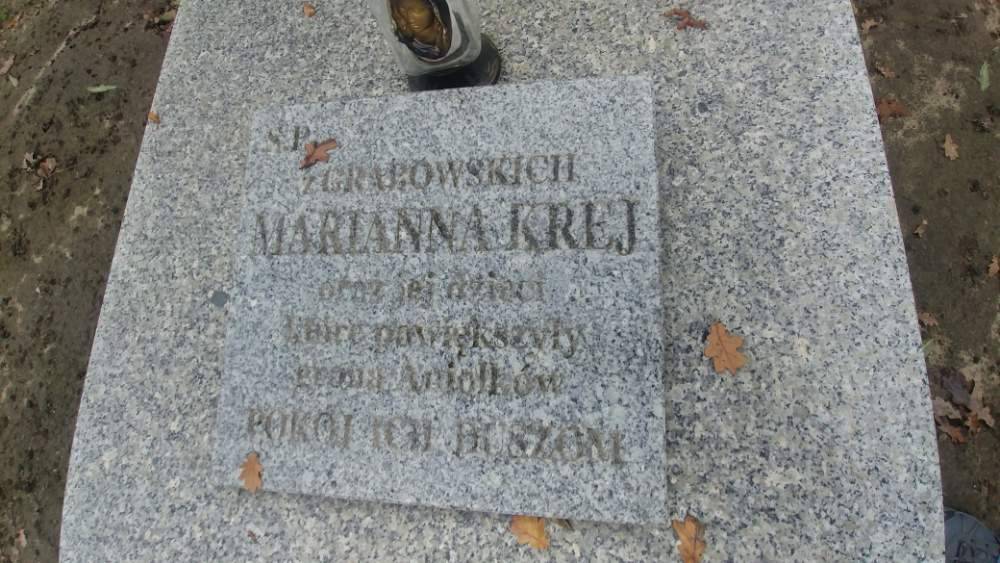 Ś.P.
Z GRABOWSKICH
MARIANNA KREJ
oraz jej dzieci
które powiększyły
grono Aniołków
POKÓJ ICH DUSZOM